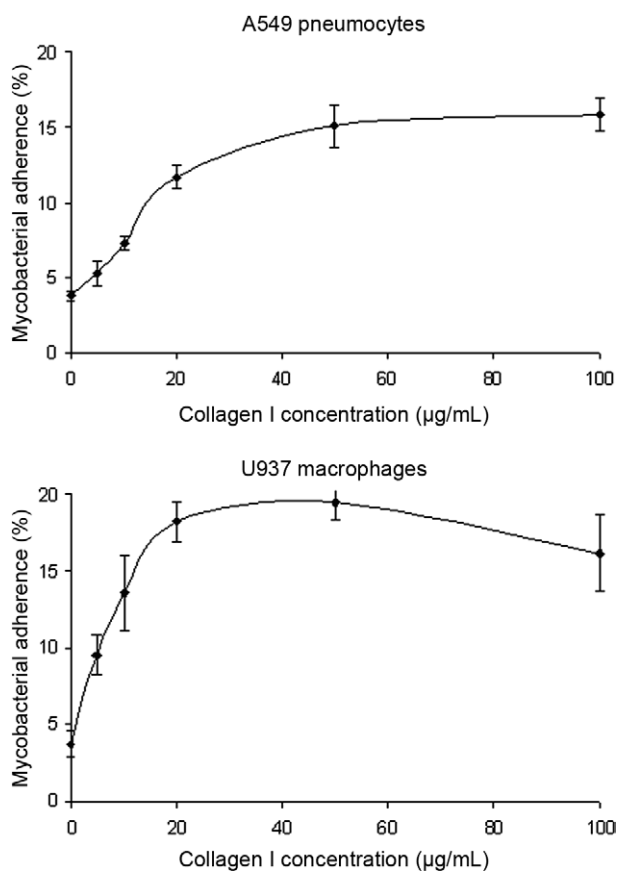 A549 pneumocytes
20
15
10
5
0
Mycobacterial adherence (%)
0 20 40 60 80 100
Collagen I concentration (µg/mL)
U937 macrophages
20
15
10
5
0
Mycobacterial adherence (%)
0 20 40 60 80 100
Collagen I concentration (µg/mL)